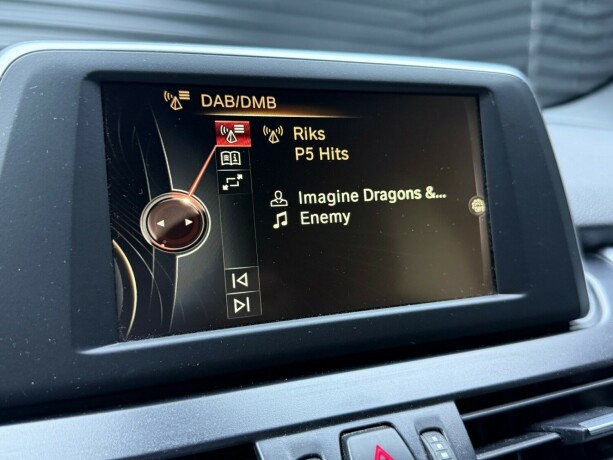 DAB/DMB
Riks
P5 Hits
Imagine Dragons &...
Enemy